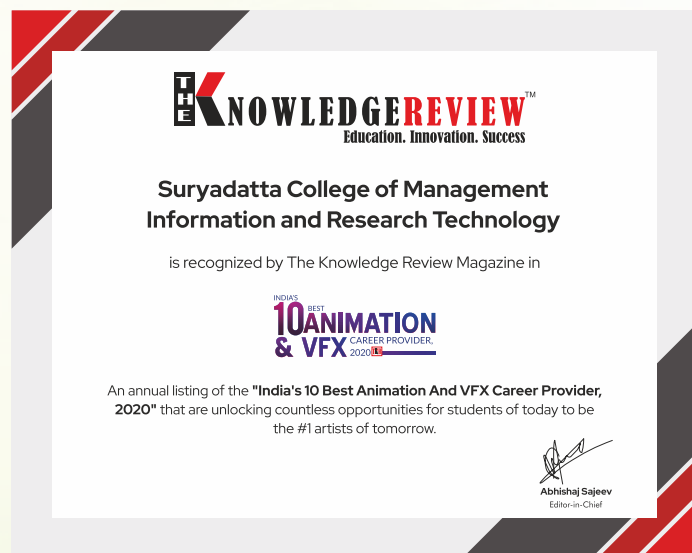 THE KNOWLEDGEREVIEW™
Education. Innovation. Success
Suryadatta College of Management
Information and Research Technology
is recognized by The Knowledge Review Magazine in
INDIA'S
10 BEST
ANIMATION
& VFX CAREER PROVIDER,
2020
An annual listing of the "India's 10 Best Animation And VFX Career Provider,
2020" that are unlocking countless opportunities for students of today to be
the #1 artists of tomorrow.
Abhishaj Sajeev
Editor-in-Chief